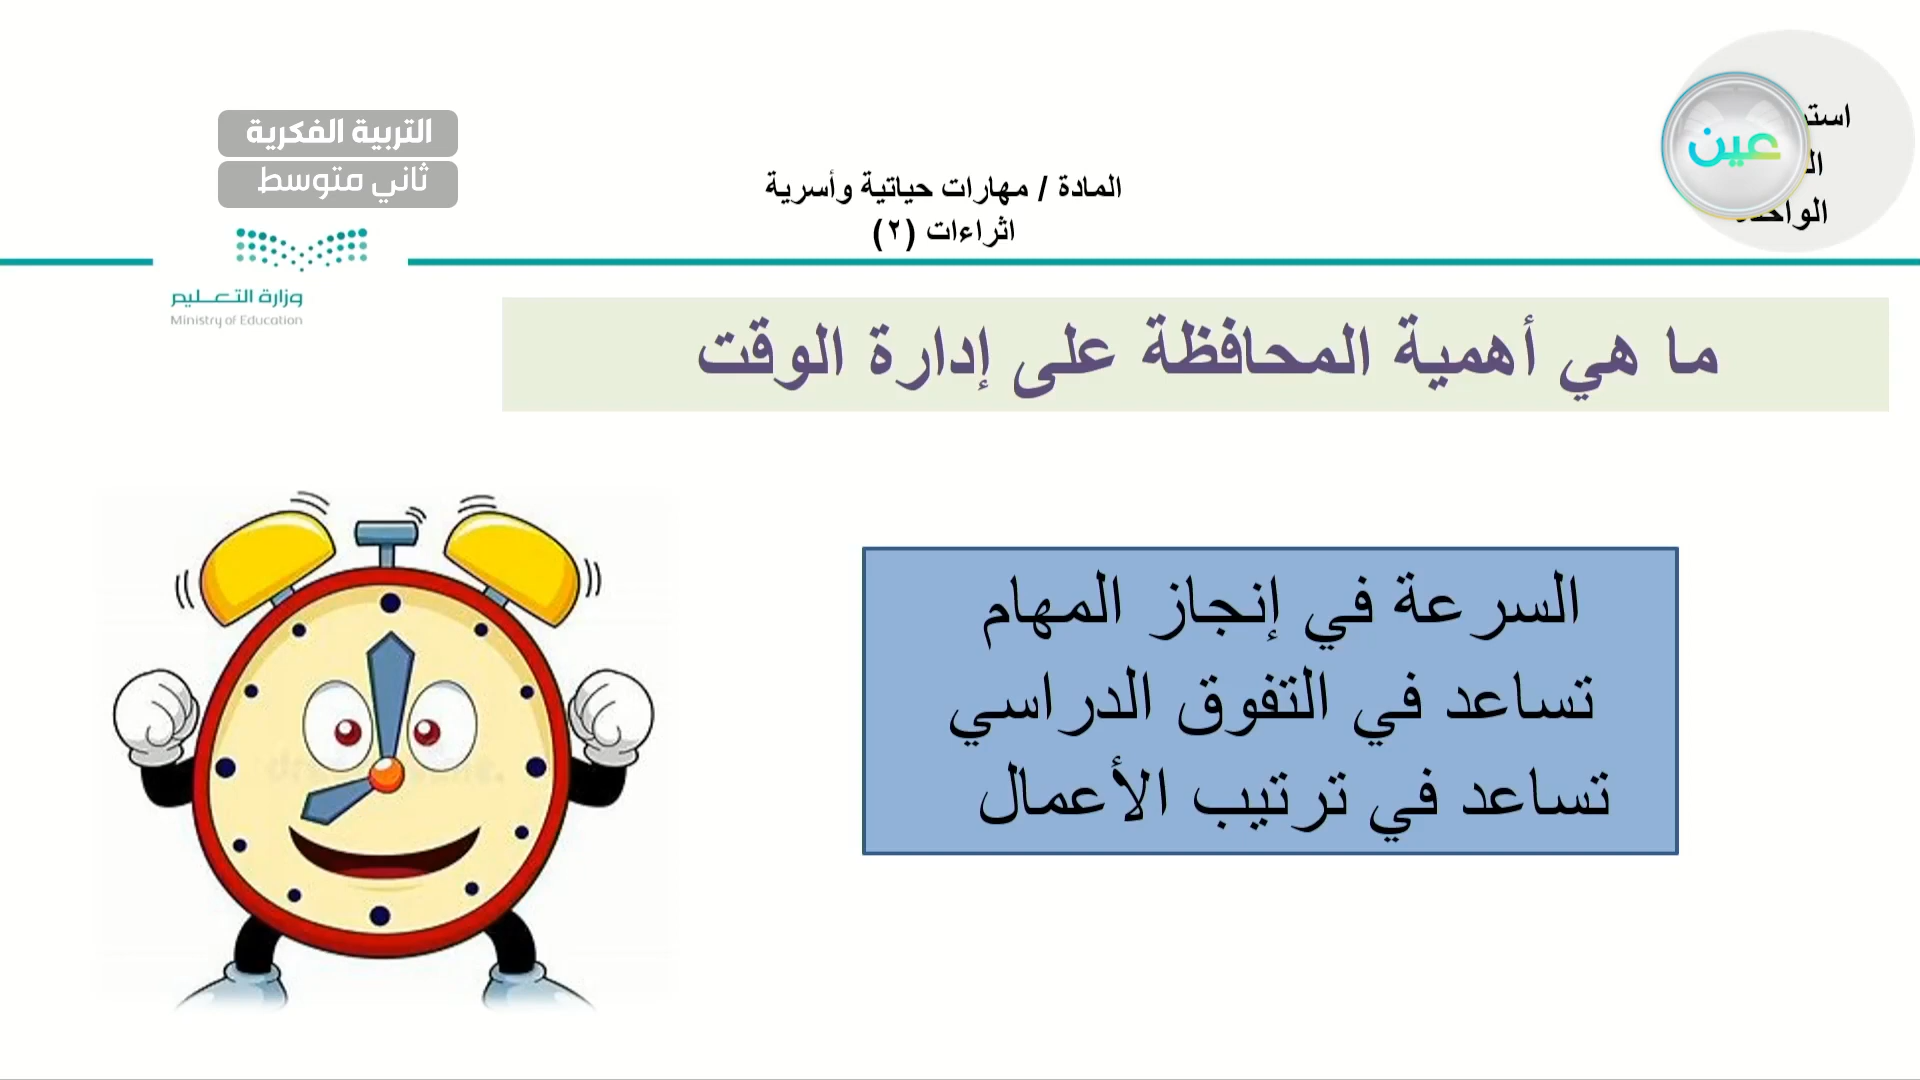 عين
التربية الفكرية
ثاني متوسط
المادة / مهارات حياتية وأسرية
اثراءات (٢)
وزارة التعليم
Ministry of Education
ما هي أهمية المحافظة على إدارة الوقت
السرعة في إنجاز المهام
تساعد في التفوق الدراسي
تساعد في ترتيب الأعمال